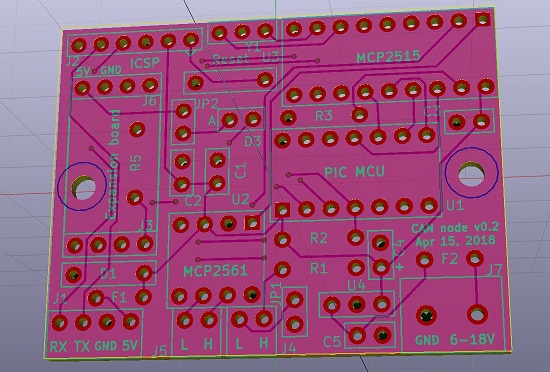 J2
5V GND
ICSP
Y1
Reset U3
MCP2515
J6
JP2
A
D3
R3
C3
Expansion board
R5
C1
C2
U2
PIC MCU
U1
J3
CAN node v0.2
Apr 15, 2018
R2
C4
+
MCP2561
D1
R1
F2
J7
J1
F1
JP1
U4
RX TX GND 5V
J5
L H
L H
J4
C5
GND 6-18V